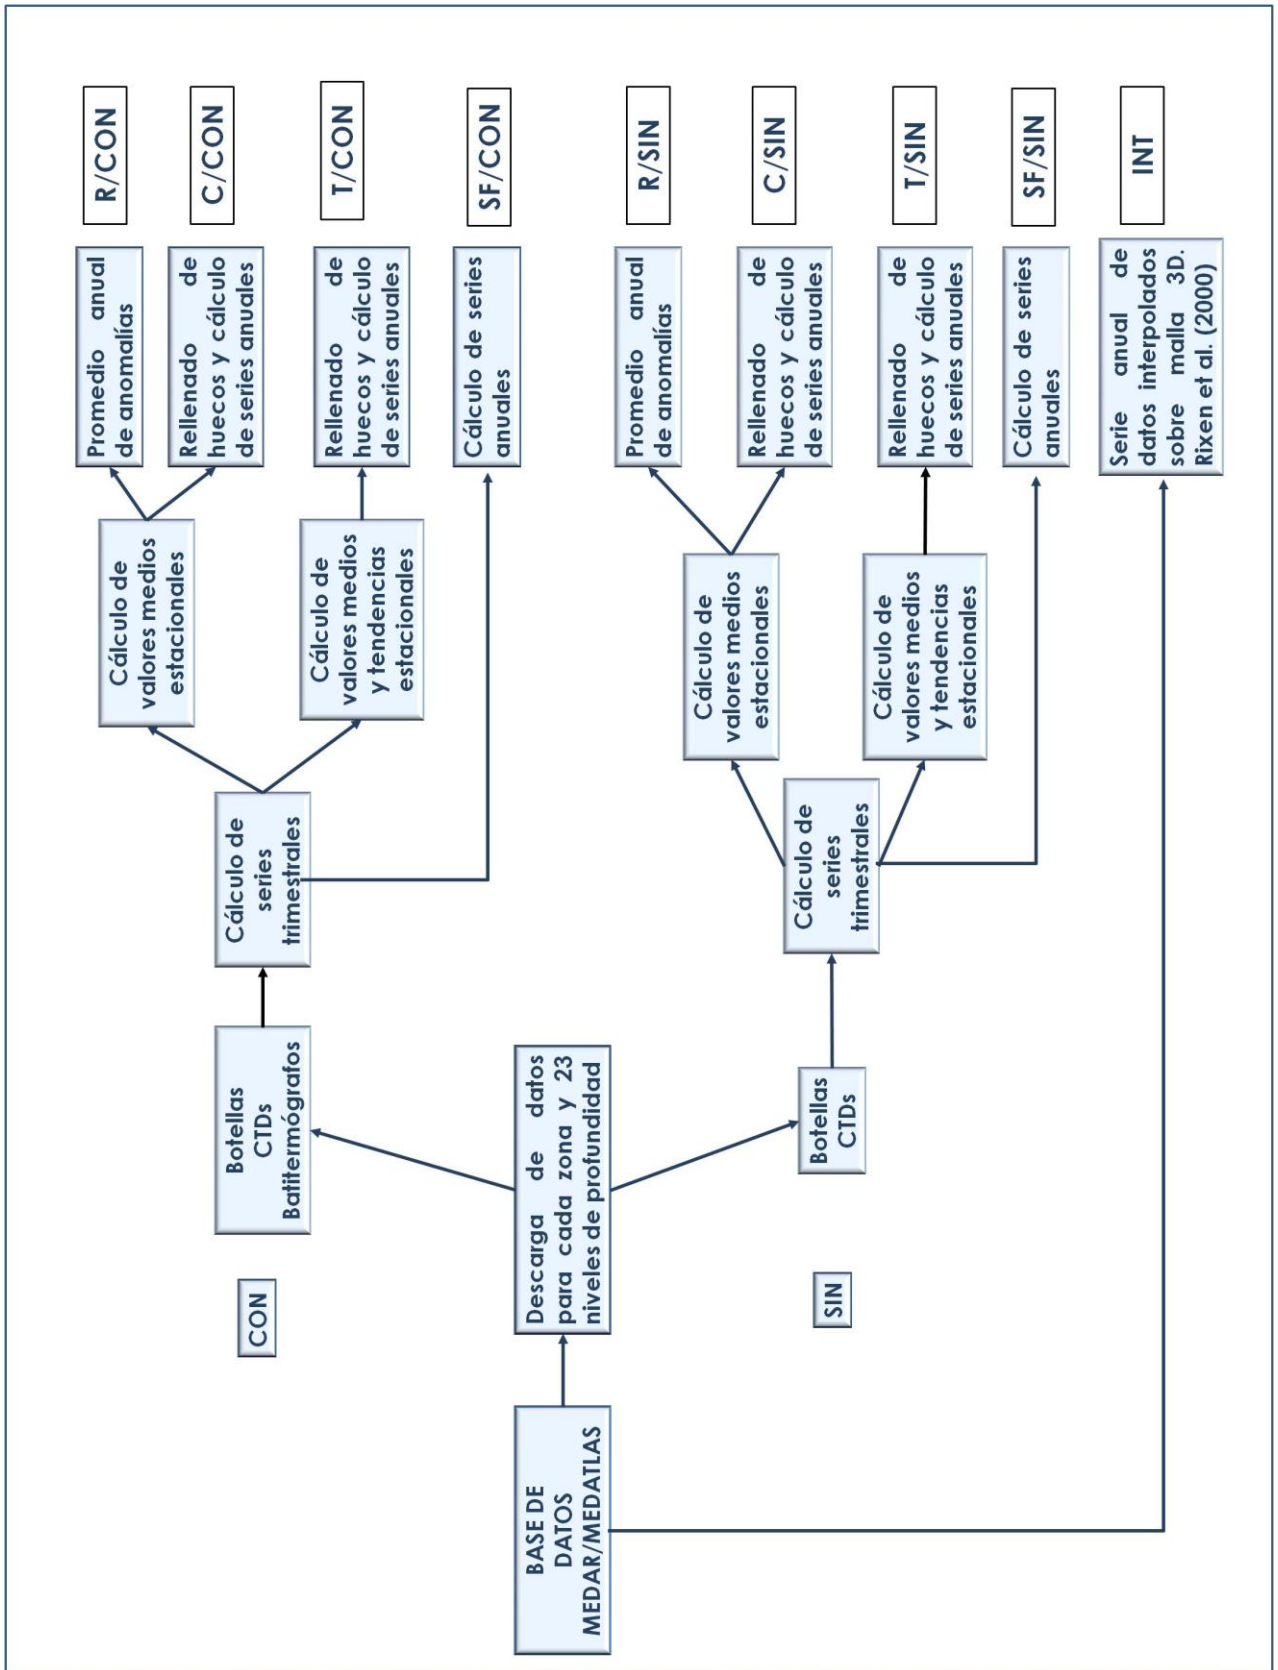 BASE DE
DATOS
MEDAR/MEDATLAS
Descarga de datos
para cada zona y 23
niveles de profundidad
CON
Botellas
CTDs
Batitermógrafos
Cálculo de
series
trimestrales
Cálculo de
valores medios
estacionales
Cálculo de
valores medios
y tendencias
estacionales
Promedio anual
de anomalías
R/CON
Rellenado de
huecos y cálculo
de series anuales
C/CON
Rellenado de
huecos y cálculo
de series anuales
T/CON
Cálculo de series
anuales
SF/CON
SIN
Botellas
CTDs
Cálculo de
series
trimestrales
Cálculo de
valores medios
estacionales
Cálculo de
valores medios
y tendencias
estacionales
Promedio anual
de anomalías
R/SIN
Rellenado de
huecos y cálculo
de series anuales
C/SIN
Rellenado de
huecos y cálculo
de series anuales
T/SIN
Cálculo de series
anuales
SF/SIN
Serie anual de
datos interpolados
sobre malla 3D.
Rixen et al. (2000)
INT